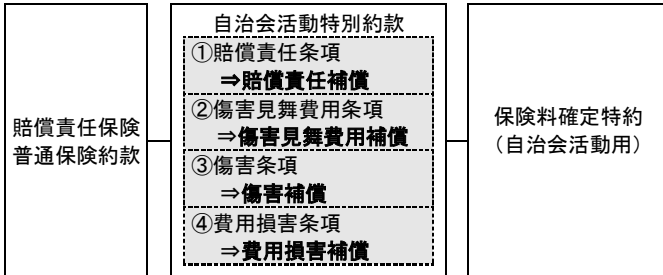 賠償責任保険
普通保険約款
自治会活動特別約款
①賠償責任条項
⇒賠償責任補償
②傷害見舞費用条項
⇒傷害見舞費用補償
③傷害条項
⇒傷害補償
④費用損害条項
⇒費用損害補償
保険料確定特約
（自治会活動用）